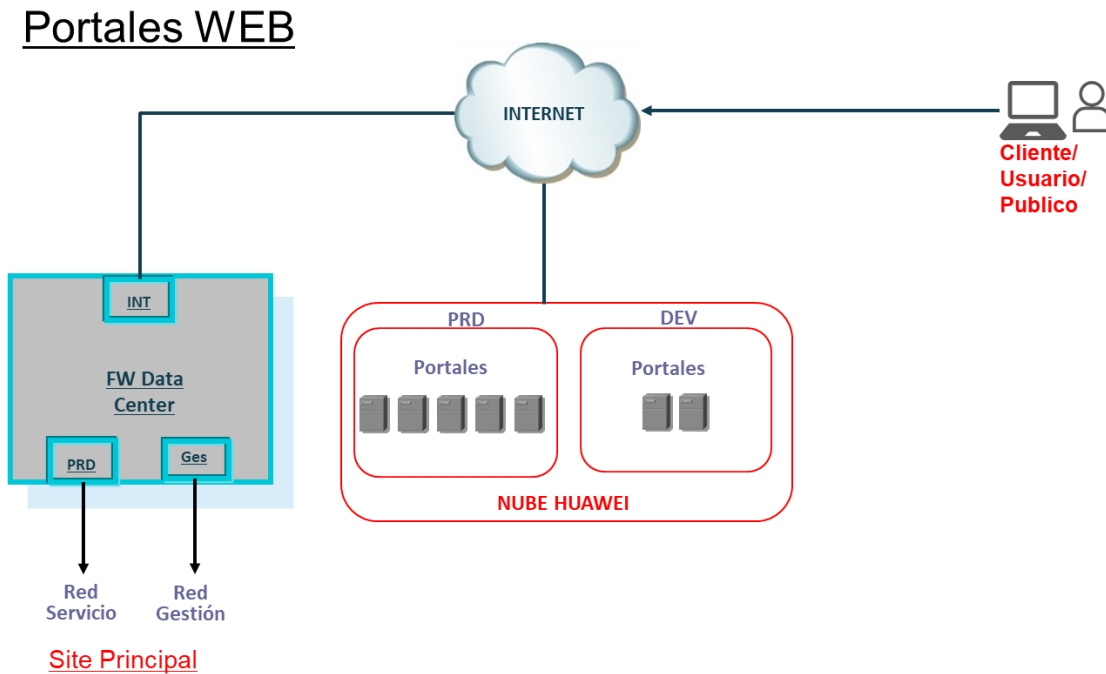 Portales WEB
INTERNET
Cliente/
Usuario/
Publico
INT
FW Data
Center
PRD
Ges
Red
Servicio
Red
Gestión
Site Principal
PRD
DEV
Portales
Portales
NUBE HUAWEI